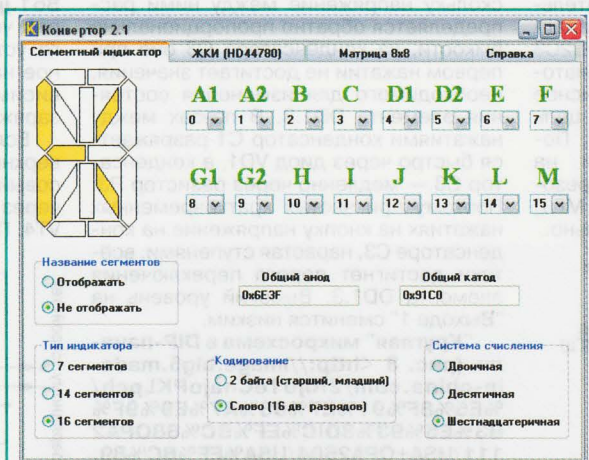 Конвертор 2.1
Сегментный индикатор ЖКИ (HD44780) Матрица 8x8 Справка
A1 A2 B C D1 D2 E F
0 1 2 3 4 5 6 7
G1 G2 H I J K L M
8 9 10 11 12 13 14 15
Название сегментов
Отображать
Не отображать
Общий анод Общий катод
0x6E3F 0x91C0
Тип индикатора
7 сегментов
14 сегментов
16 сегментов
Кодирование
2 байта (старший, младший)
Слово (16 дв. разрядов)
Система счисления
Двоичная
Десятичная
Шестнадцатеричная